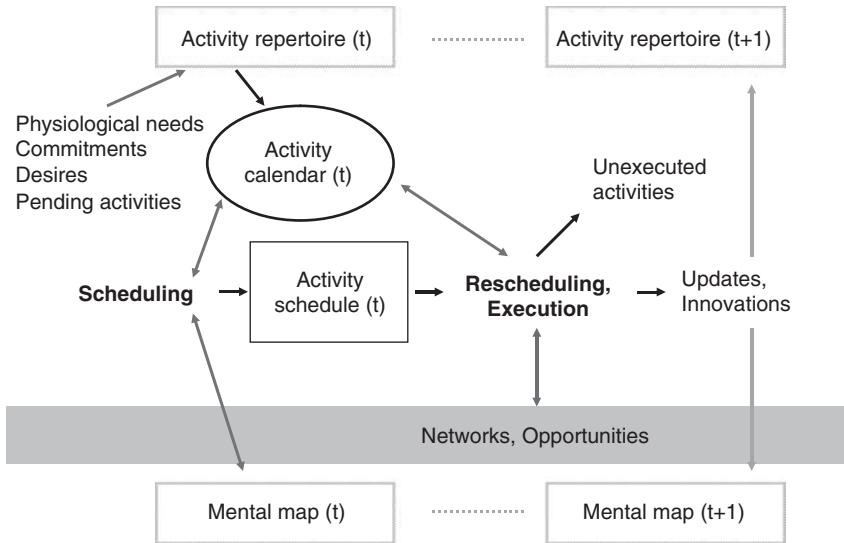 Activity repertoire (t)
Activity repertoire (t+1)
Physiological needs
Commitments
Desires
Pending activities
Activity
calendar (t)
Unexecuted
activities
Scheduling
Activity
schedule (t)
Rescheduling,
Execution
Updates,
Innovations
Networks, Opportunities
Mental map (t)
Mental map (t+1)